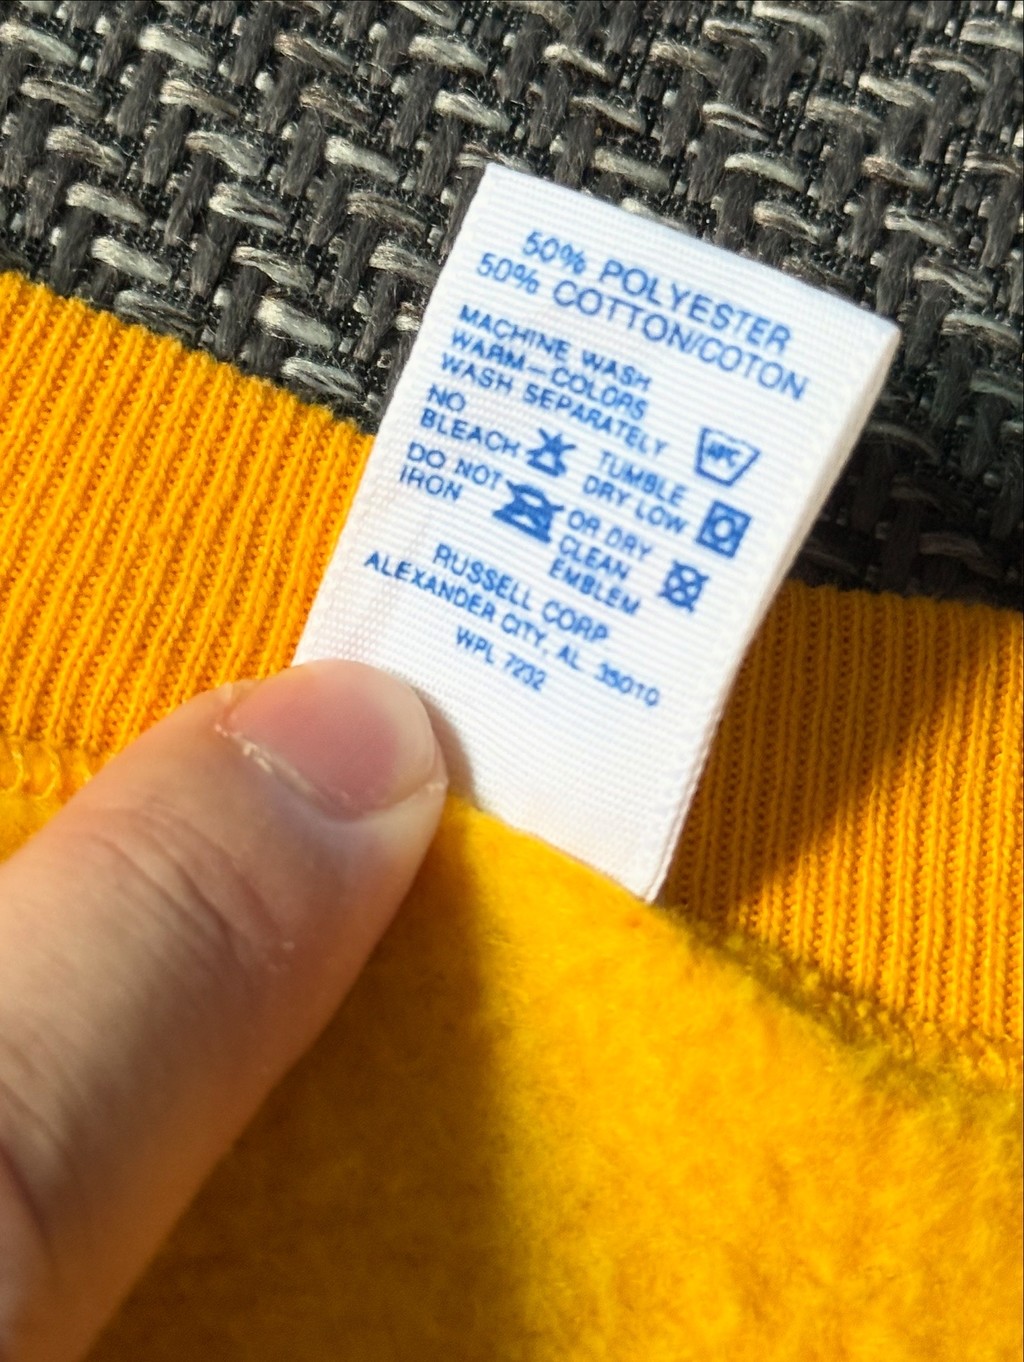 50% POLYESTER
50% COTTON/COTON
MACHINE WASH
WARM—COLORS
WASH SEPARATELY
40°C
NO
BLEACH
TUMBLE
DRY LOW
DO NOT
IRON
OR DRY
CLEAN
EMBLEM
RUSSELL CORP
ALEXANDER CITY, AL 35010
WPL 7232